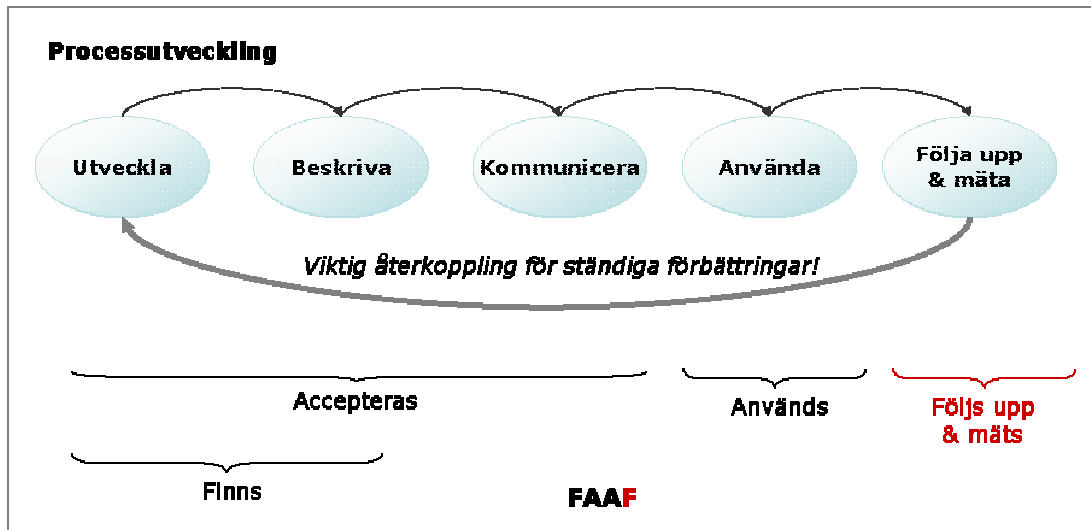 Processutveckling
Utveckla
Beskriva
Kommunicera
Använda
Följa upp
& mäta
Viktig återkoppling för ständiga förbättringar!
Accepteras
Används
Följs upp
& mäts
Finns
FAAF